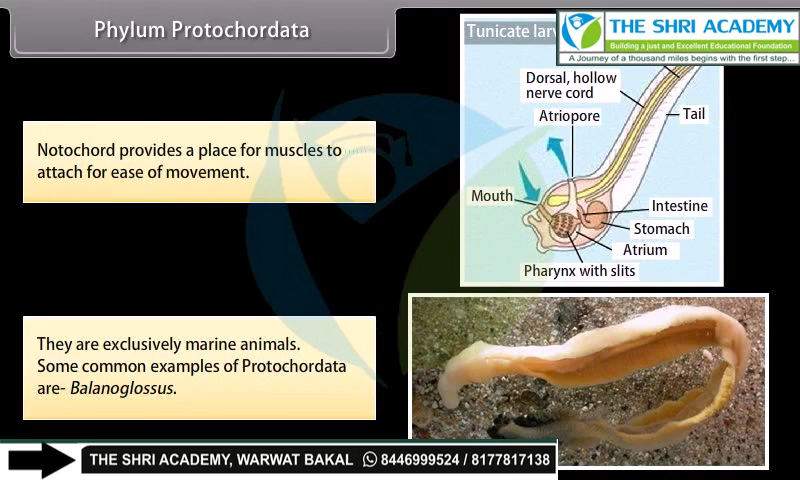 Phylum Protochordata
Tunicate
THE SHRI ACADEMY
Building a just and Excellent Educational Foundation
A Journey of a thousand miles begins with the first step...
Dorsal, hollow
nerve cord
Atriopore
Tail
Notochord provides a place for muscles to
attach for ease of movement.
Mouth
Intestine
Stomach
Atrium
Pharynx with slits
They are exclusively marine animals.
Some common examples of Protochordata
are- Balanoglossus.
THE SHRI ACADEMY, WARWAT BAKAL 8446999524 / 8177817138